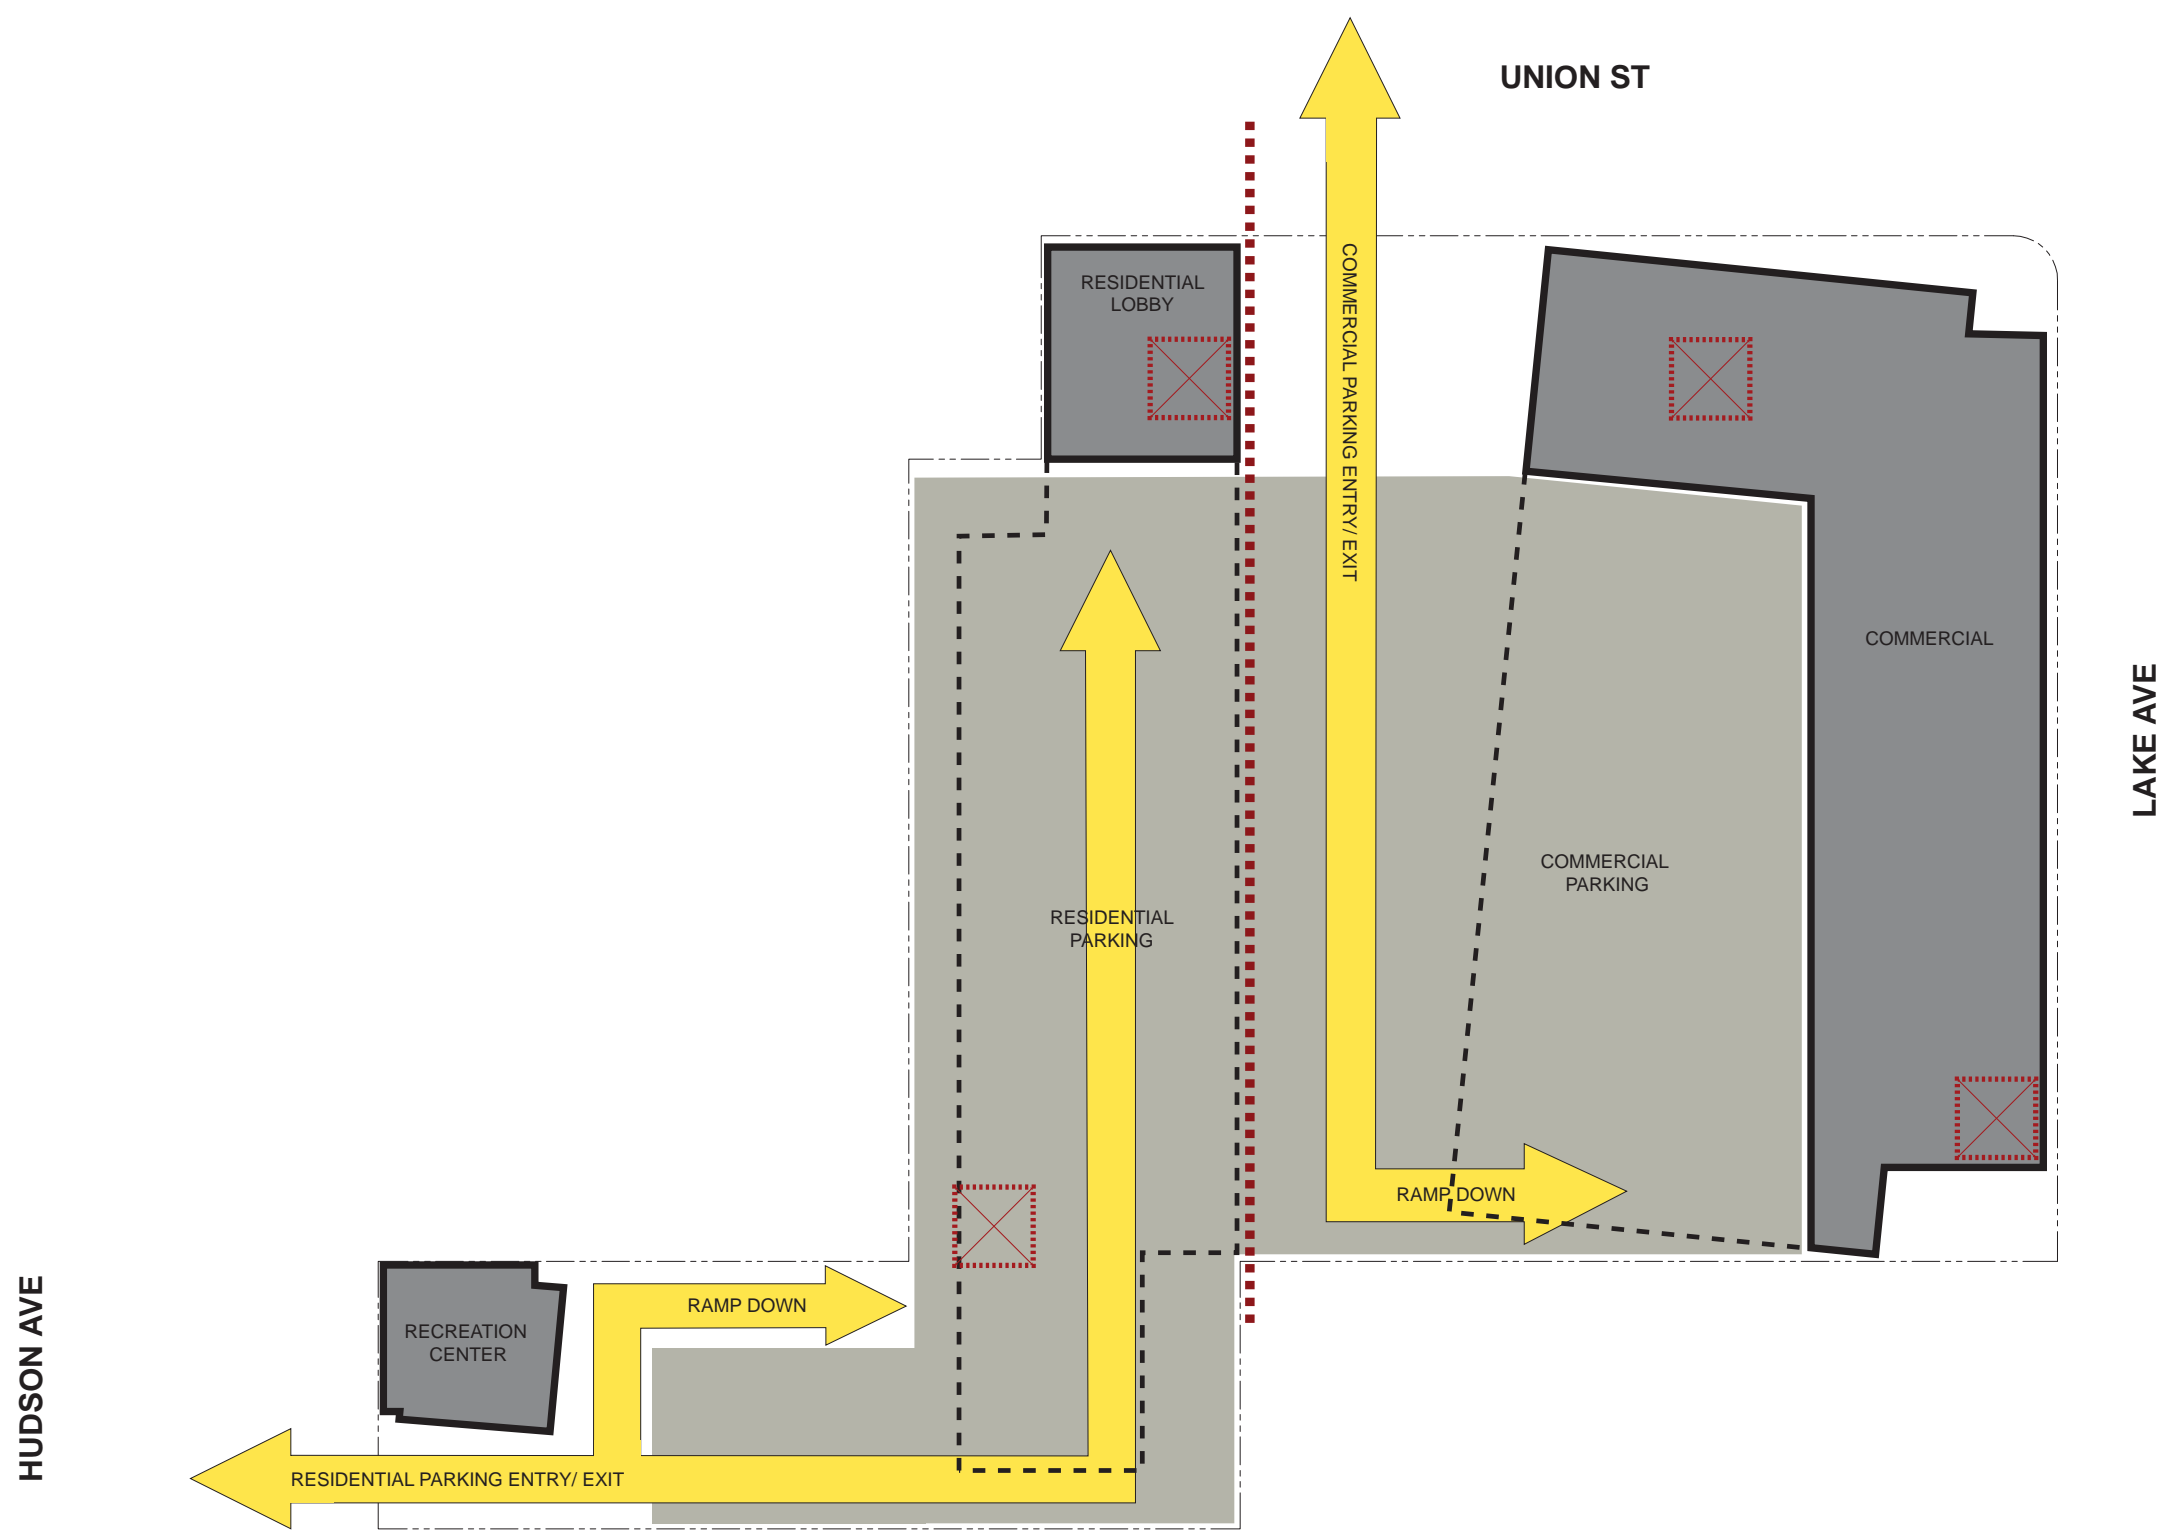 UNION ST
RESIDENTIAL
LOBBY
COMMERCIAL PARKING ENTRY/ EXIT
COMMERCIAL
LAKE AVE
COMMERCIAL
PARKING
RESIDENTIAL
PARKING
RAMP DOWN
RAMP DOWN
RECREATION
CENTER
HUDSON AVE
RESIDENTIAL PARKING ENTRY/ EXIT